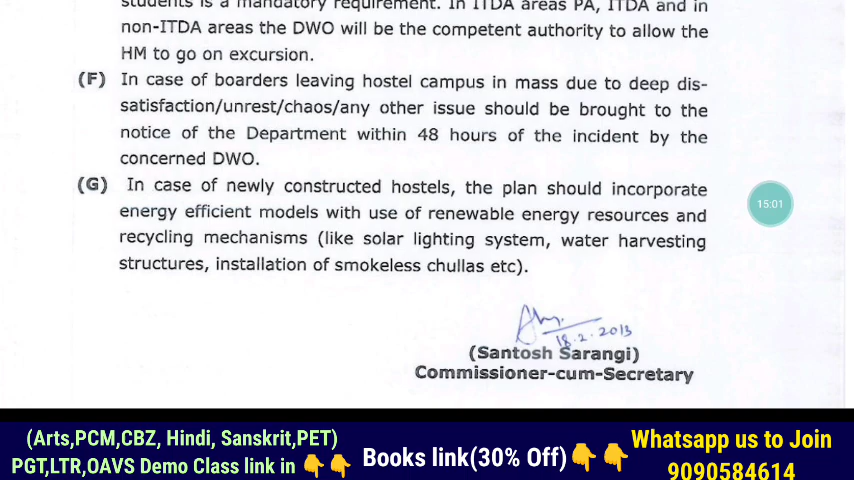 students is a mandatory requirement. In ITDA areas PA, ITDA and in
non-ITDA areas the DWO will be the competent authority to allow the
HM to go on excursion.
(F) In case of boarders leaving hostel campus in mass due to deep dis-
satisfaction/unrest/chaos/any other issue should be brought to the
notice of the Department within 48 hours of the incident by the
concerned DWO.
(G) In case of newly constructed hostels, the plan should incorporate
energy efficient models with use of renewable energy resources and
recycling mechanisms (like solar lighting system, water harvesting
structures, installation of smokeless chullas etc).
15:01
18.2.2013
(Santosh Sarangi)
Commissioner-cum-Secretary
(Arts,PCM,CBZ, Hindi, Sanskrit,PET)
PGT,LTR,OAVS Demo Class link in 👇👇
Books link(30% Off)👇👇
Whatsapp us to Join
9090584614